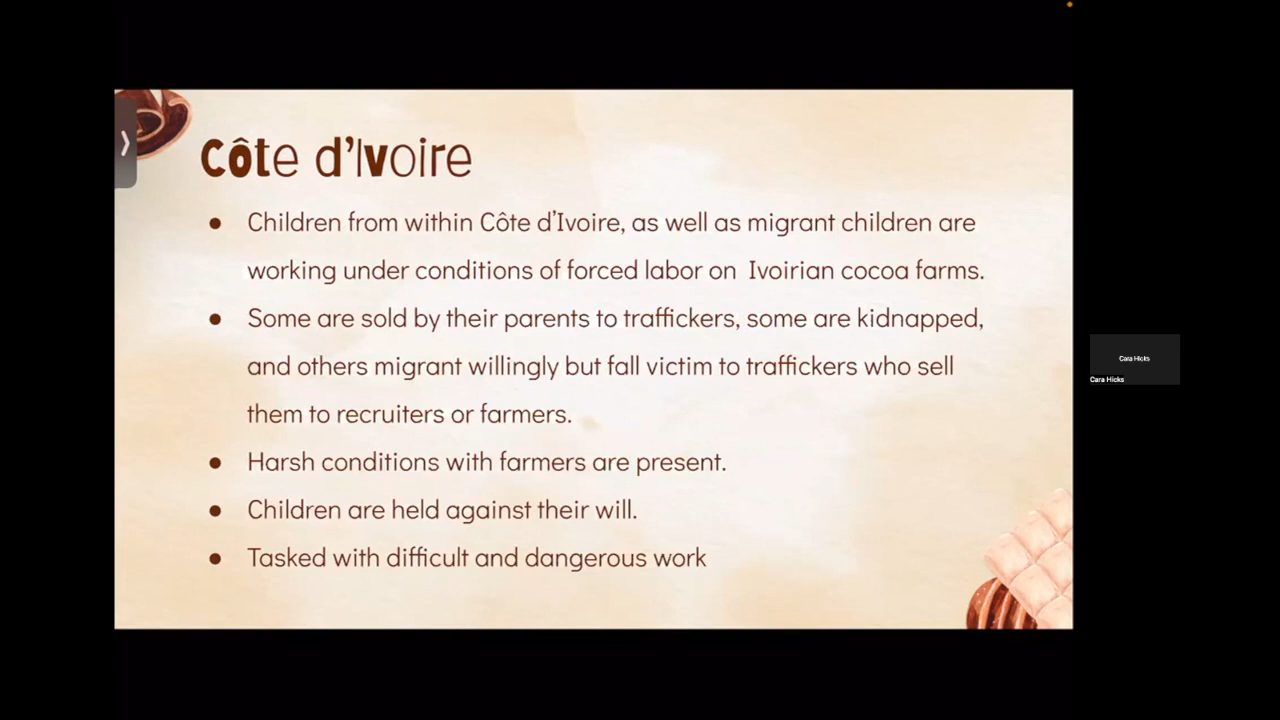 Côte d'Ivoire
● Children from within Côte d'Ivoire, as well as migrant children are
working under conditions of forced labor on Ivoirian cocoa farms.
● Some are sold by their parents to traffickers, some are kidnapped,
and others migrant willingly but fall victim to traffickers who sell
them to recruiters or farmers.
● Harsh conditions with farmers are present.
● Children are held against their will.
● Tasked with difficult and dangerous work
Cara Hicks
Cara Hicks